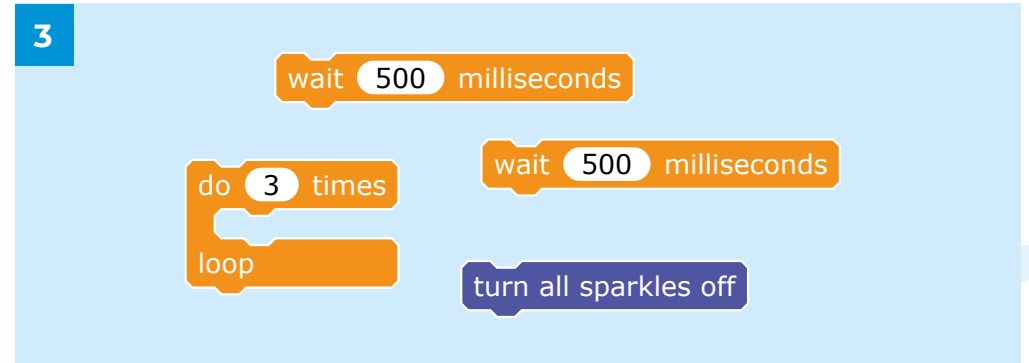 3
wait 500 milliseconds
wait 500 milliseconds
do 3 times
loop
turn all sparkles off